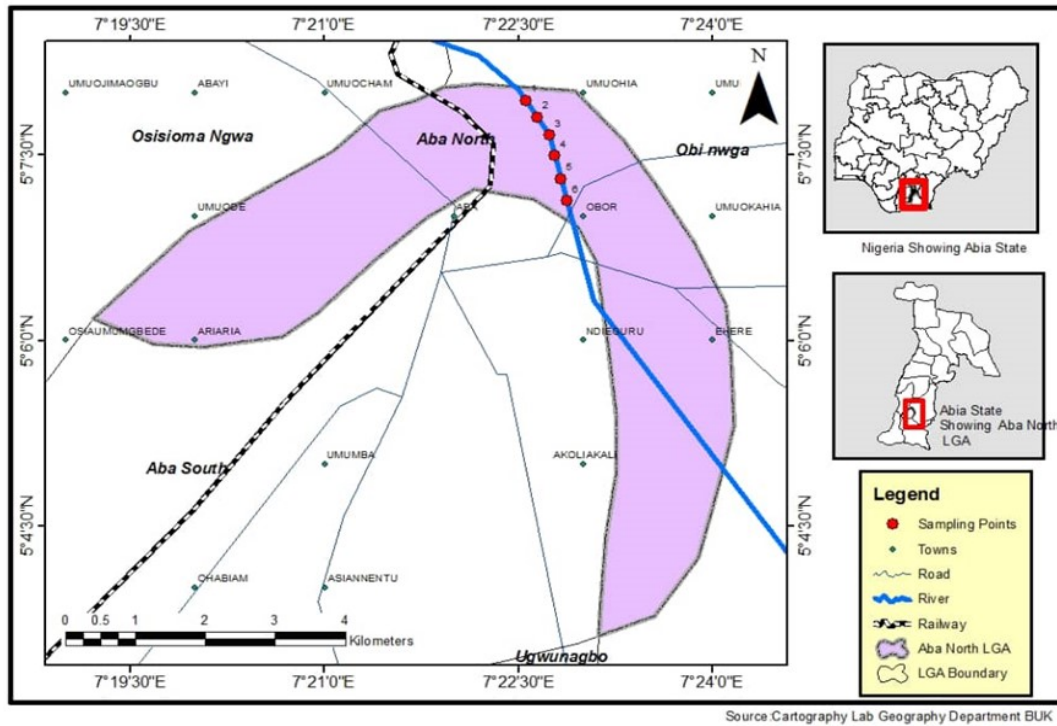 7°19'30"E
7°21'0"E
7°22'30"E
7°24'0"E
N
UMUOJIMAOGBU
ABAYI
UMUOCHAM
UMUOHIA
UMU
1
2
3
4
5
6
Osisioma Ngwa
Aba North
Obi nwga
5°7'30"N
5°7'30"N
UMUODE
ABA
OBOR
UMUOKAHIA
Nigeria Showing Abia State
OSIAUMUMGBEDE
ARIARIA
NDIEGURU
EHERE
5°6'0"N
5°6'0"N
Abia State
Showing Aba North
LGA
Aba South
UMUMBA
AKOLIAKALI
5°4'30"N
5°4'30"N
OHABIAM
ASIANNENTU
0 0.5 1 2 3 4
Kilometers
Ugwunagbo
7°19'30"E
7°21'0"E
7°22'30"E
7°24'0"E
Legend
Sampling Points
Towns
Road
River
Railway
Aba North LGA
LGA Boundary
Source:Cartography Lab Geography Department BUK